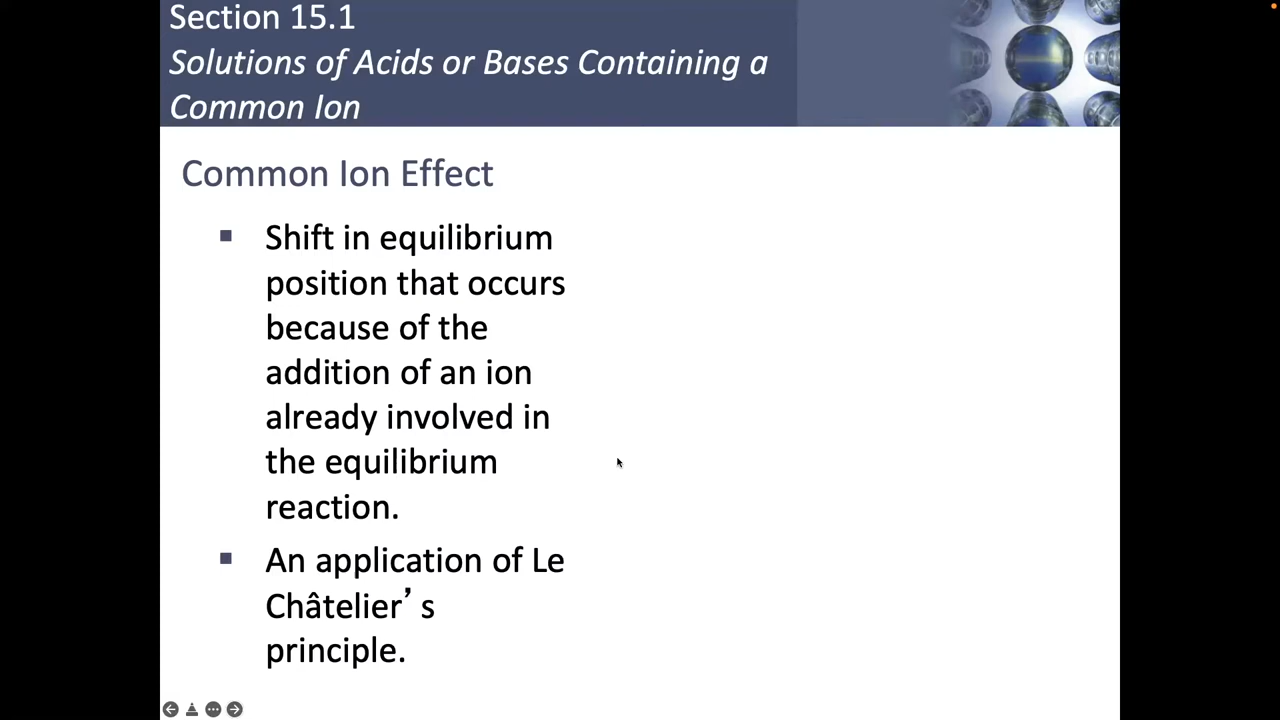 Section 15.1
Solutions of Acids or Bases Containing a
Common Ion
Common Ion Effect
▪ Shift in equilibrium
position that occurs
because of the
addition of an ion
already involved in
the equilibrium
reaction.
▪ An application of Le
Châtelier’s
principle.